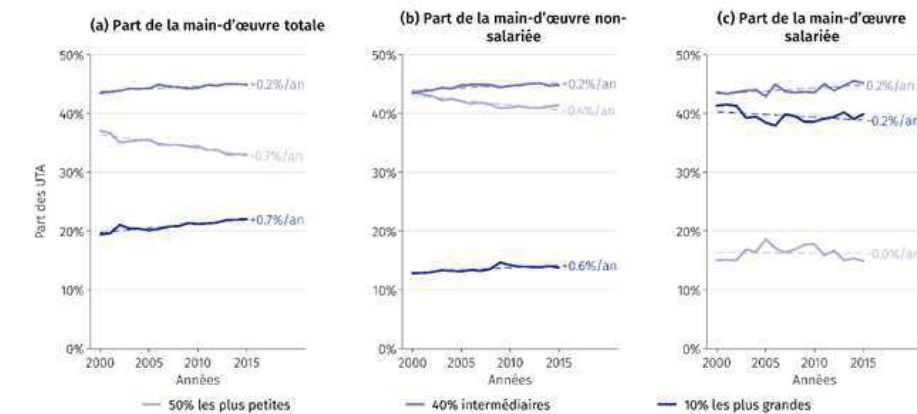 (a) Part de la main-d'œuvre totale
(b) Part de la main-d'œuvre non-
salariée
(c) Part de la main-d'œuvre
salariée
Part des UTA
50%
40%
30%
20%
10%
0%
+0.2%/an
-0.7%/an
+0.7%/an
2000
2005
2010
2015
Années
50%
40%
30%
20%
10%
0%
+0.2%/an
-0.4%/an
+0.6%/an
2000
2005
2010
2015
Années
50%
40%
30%
20%
10%
0%
0.2%/an
-0.2%/an
-0.0%/an
2000
2005
2010
2015
Années
50% les plus petites
40% intermédiaires
10% les plus grandes